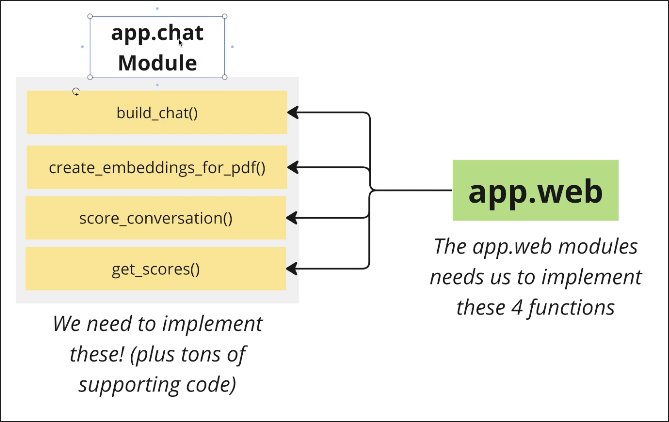 app.chat
Module
build_chat()
create_embeddings_for_pdf()
score_conversation()
get_scores()
We need to implement
these! (plus tons of
supporting code)
app.web
The app.web modules
needs us to implement
these 4 functions